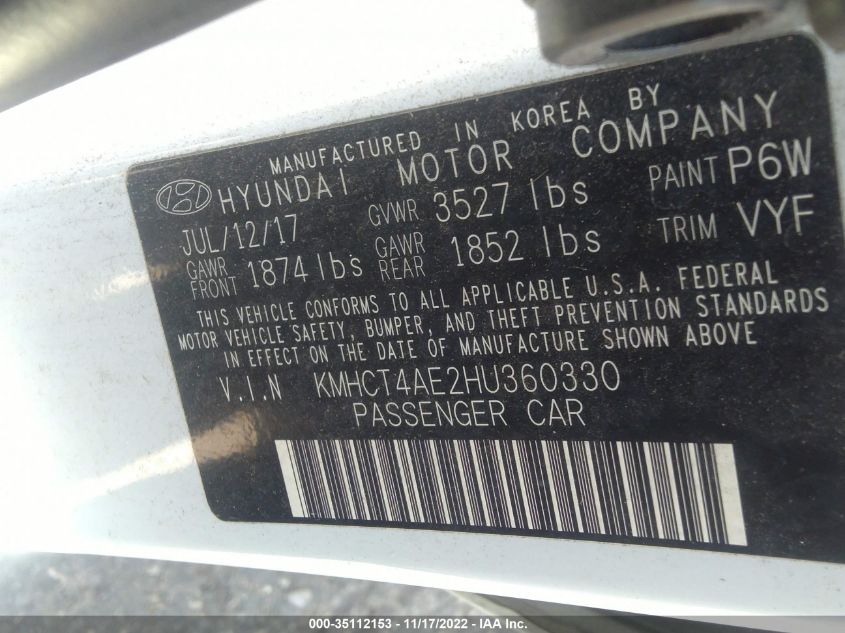 MANUFACTURED IN KOREA BY
HYUNDAI MOTOR COMPANY
JUL/12/17 GVWR 3527 lbs PAINT P6W
GAWR FRONT 1874 lbs GAWR REAR 1852 lbs TRIM VYF
THIS VEHICLE CONFORMS TO ALL APPLICABLE U.S.A. FEDERAL
MOTOR VEHICLE SAFETY, BUMPER, AND THEFT PREVENTION STANDARDS
IN EFFECT ON THE DATE OF MANUFACTURE SHOWN ABOVE
V.I.N KMHCT4AE2HU360330
PASSENGER CAR
000-35112153 - 11/17/2022 - IAA Inc.